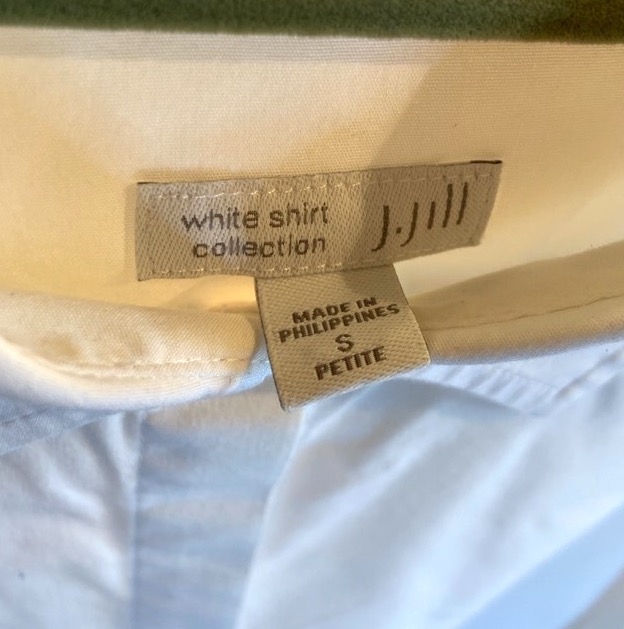 white shirt
collection
J.Jill
MADE IN
PHILIPPINES
S
PETITE